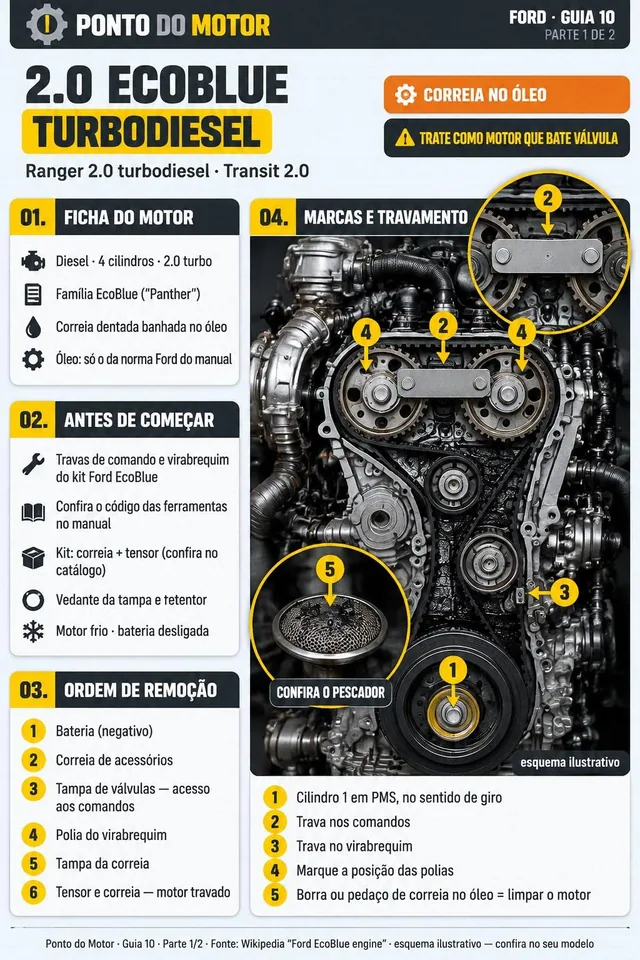 PONTO DO MOTOR
FORD · GUIA 10
PARTE 1 DE 2
2.0 ECOBLUE
TURBODIESEL
Ranger 2.0 turbodiesel · Transit 2.0
CORREIA NO ÓLEO
TRATE COMO MOTOR QUE BATE VÁLVULA
01. FICHA DO MOTOR
Diesel · 4 cilindros · 2.0 turbo
Família EcoBlue ("Panther")
Correia dentada banhada no óleo
Óleo: só o da norma Ford do manual
02. ANTES DE COMEÇAR
Travas de comando e virabrequim
do kit Ford EcoBlue
Confira o código das ferramentas
no manual
Kit: correia + tensor (confira no
catálogo)
Vedante da tampa e retentor
Motor frio · bateria desligada
03. ORDEM DE REMOÇÃO
1 Bateria (negativo)
2 Correia de acessórios
3 Tampa de válvulas — acesso
aos comandos
4 Polia do virabrequim
5 Tampa da correia
6 Tensor e correia — motor travado
04. MARCAS E TRAVAMENTO
2
4
2
4
5
3
CONFIRA O PESCADOR
1
esquema ilustrativo
1 Cilindro 1 em PMS, no sentido de giro
2 Trava nos comandos
3 Trava no virabrequim
4 Marque a posição das polias
5 Borra ou pedaço de correia no óleo = limpar o motor
Ponto do Motor · Guia 10 · Parte 1/2 · Fonte: Wikipedia "Ford EcoBlue engine" · esquema ilustrativo — confira no seu modelo